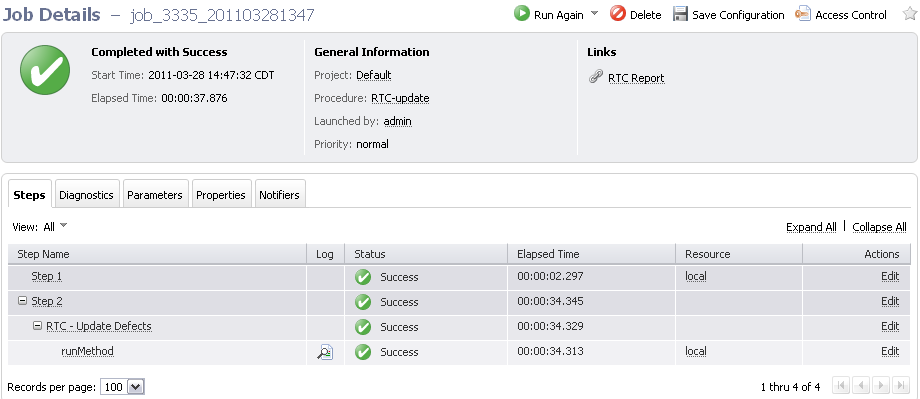 Job Details – job_3335_201103281347
Run Again Delete Save Configuration Access Control
Completed with Success
Start Time: 2011-03-28 14:47:32 CDT
Elapsed Time: 00:00:37.876
General Information
Project: Default
Procedure: RTC-update
Launched by: admin
Priority: normal
Links
RTC Report
Steps Diagnostics Parameters Properties Notifiers
View: All Expand All | Collapse All
Step Name Log Status Elapsed Time Resource Actions
Step 1 Success 00:00:02.297 local Edit
Step 2 Success 00:00:34.345 Edit
RTC - Update Defects Success 00:00:34.329 Edit
runMethod Success 00:00:34.313 local Edit
Records per page: 100 1 thru 4 of 4